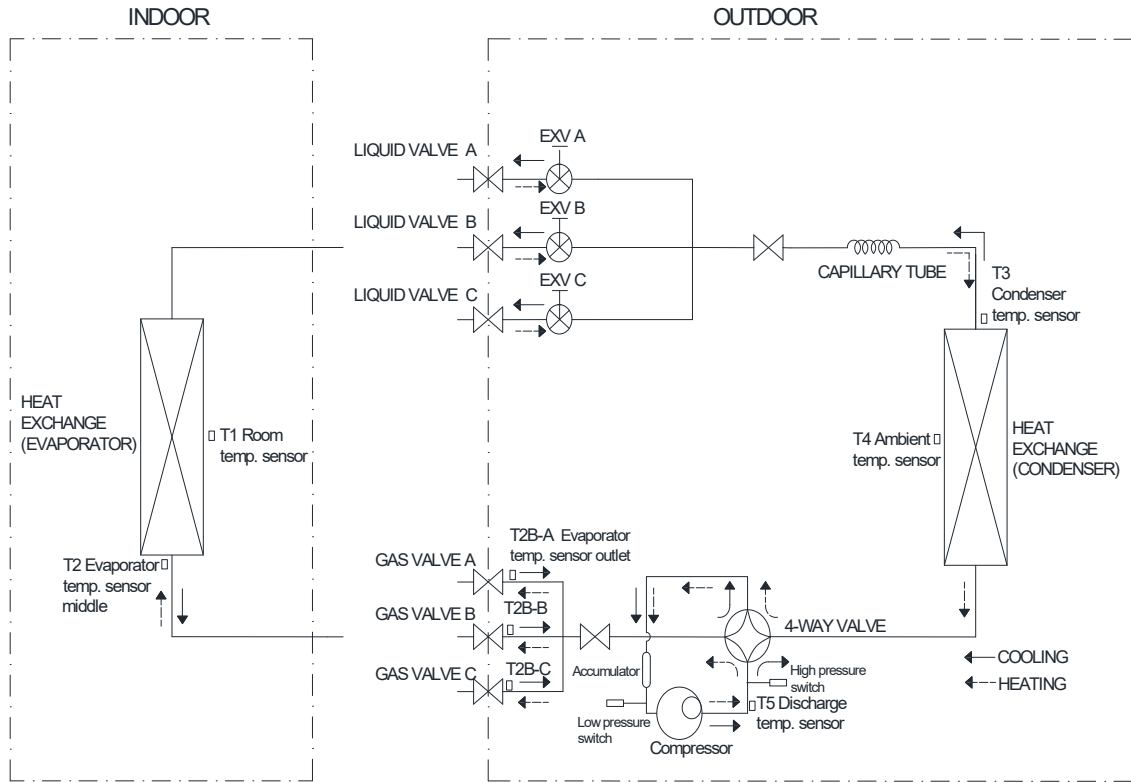 INDOOR
OUTDOOR
LIQUID VALVE A
EXV A
LIQUID VALVE B
EXV B
LIQUID VALVE C
EXV C
CAPILLARY TUBE
T3
Condenser
temp. sensor
HEAT
EXCHANGE
(EVAPORATOR)
T1 Room
temp. sensor
T4 Ambient
temp. sensor
HEAT
EXCHANGE
(CONDENSER)
T2 Evaporator
temp. sensor
middle
GAS VALVE A
T2B-A Evaporator
temp. sensor outlet
GAS VALVE B
T2B-B
GAS VALVE C
T2B-C
4-WAY VALVE
Accumulator
High pressure
switch
Low pressure
switch
T5 Discharge
temp. sensor
Compressor
COOLING
HEATING